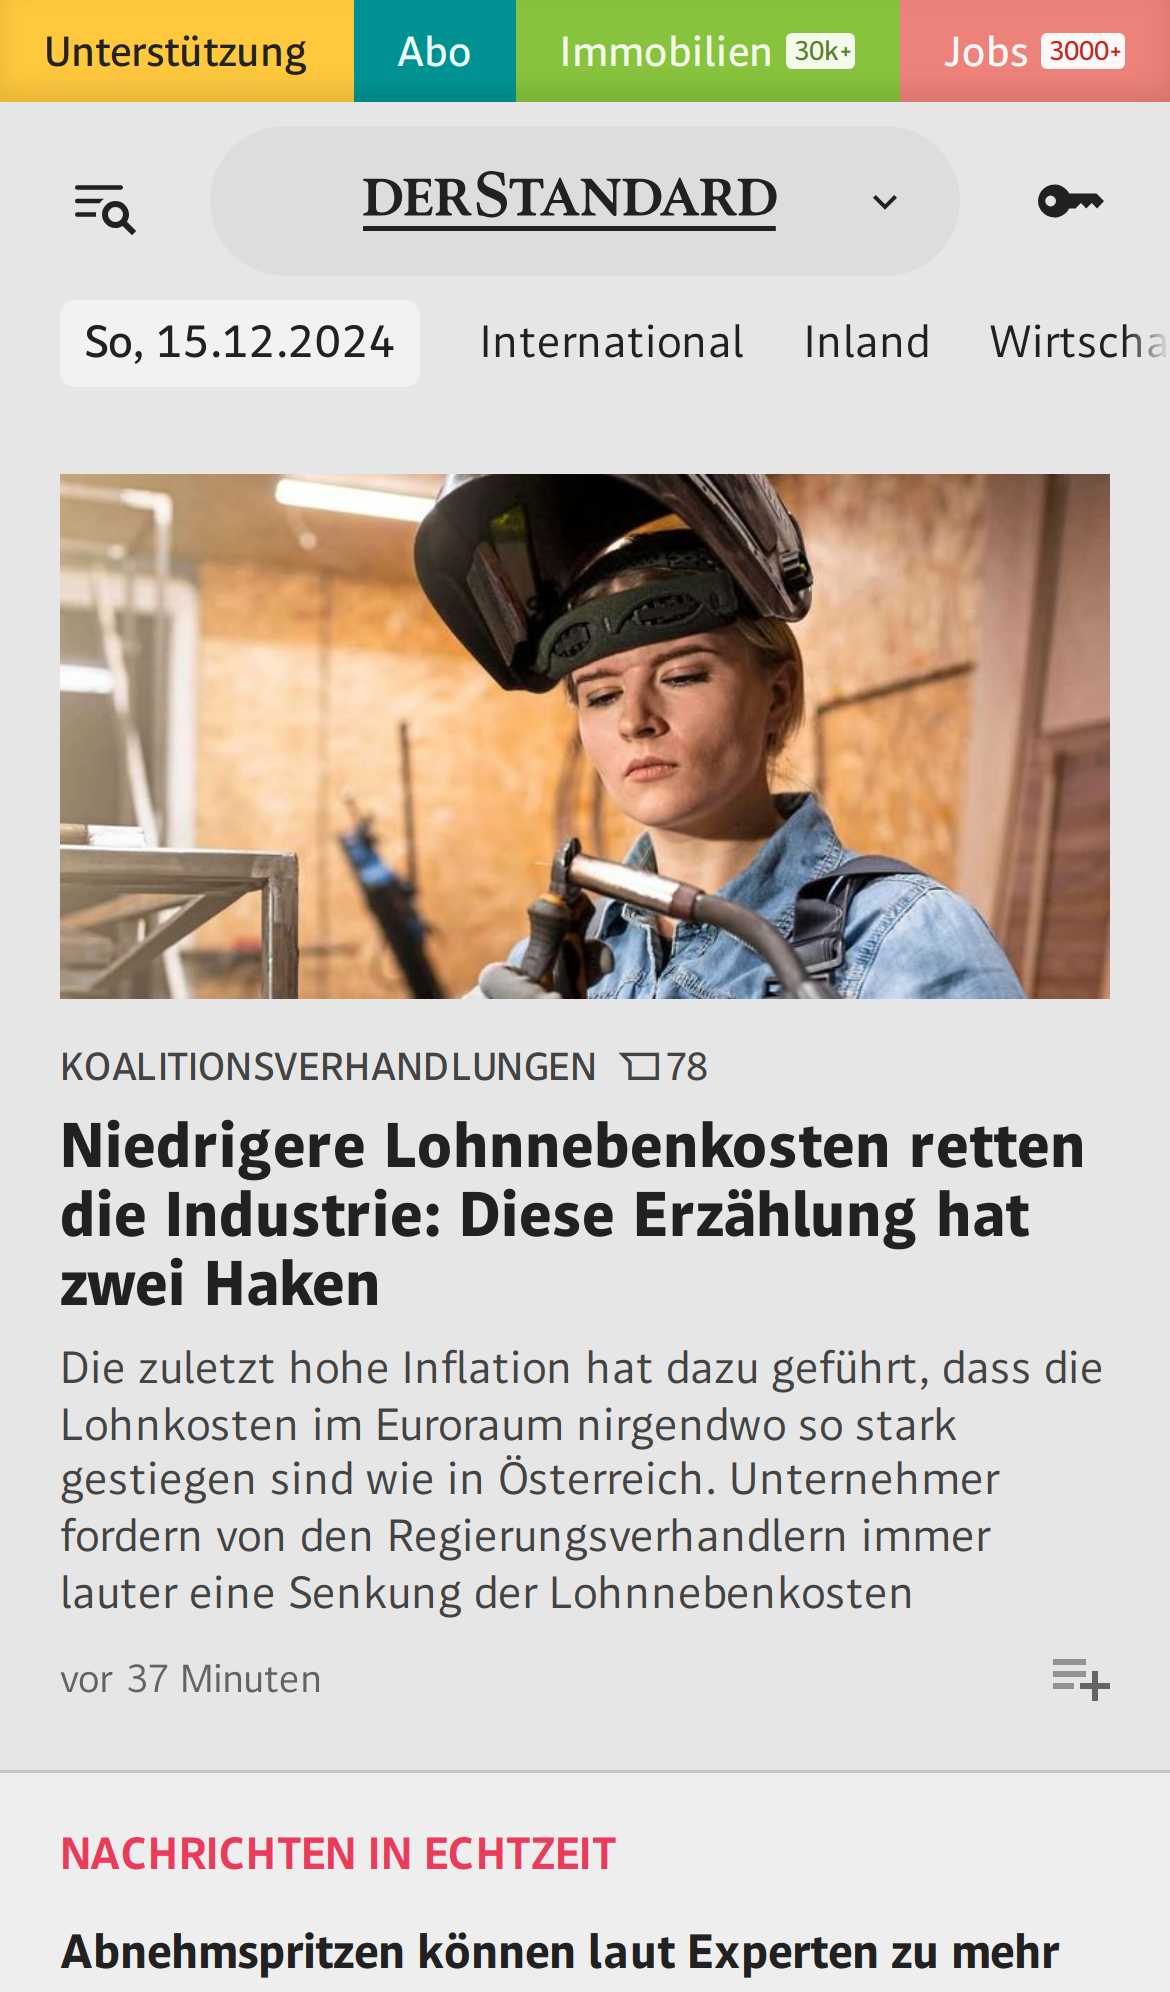 Unterstützung
Abo
Immobilien 30k+
Jobs 3000+
DERSTANDARD
So, 15.12.2024
International
Inland
Wirtscha
KOALITIONSVERHANDLUNGEN 78
Niedrigere Lohnnebenkosten retten
die Industrie: Diese Erzählung hat
zwei Haken
Die zuletzt hohe Inflation hat dazu geführt, dass die
Lohnkosten im Euroraum nirgendwo so stark
gestiegen sind wie in Österreich. Unternehmer
fordern von den Regierungsverhandlern immer
lauter eine Senkung der Lohnnebenkosten
vor 37 Minuten
NACHRICHTEN IN ECHTZEIT
Abnehmspritzen können laut Experten zu mehr